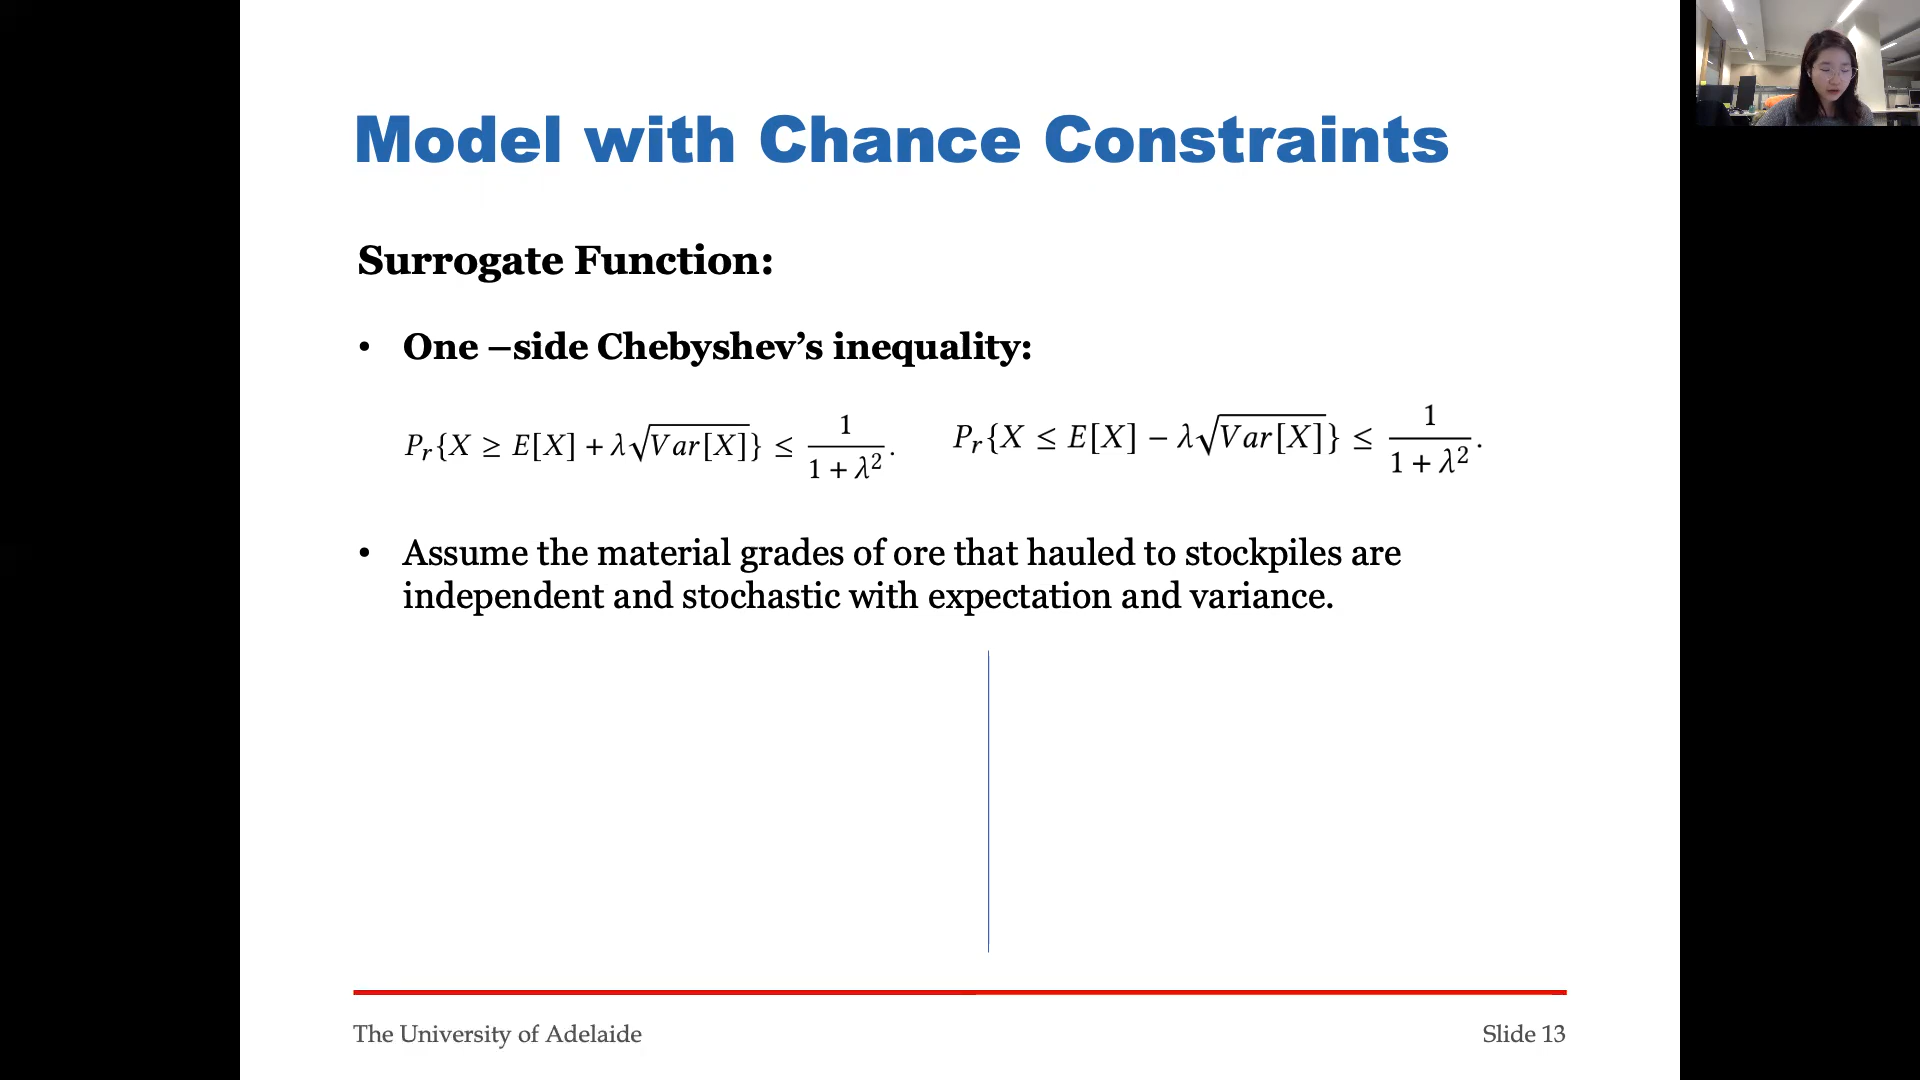 Model with Chance Constraints
Surrogate Function:
• One –side Chebyshev’s inequality:
P_r{X ≥ E[X] + λ√Var[X]} ≤ 1/(1 + λ²).
P_r{X ≤ E[X] − λ√Var[X]} ≤ 1/(1 + λ²).
• Assume the material grades of ore that hauled to stockpiles are
independent and stochastic with expectation and variance.
The University of Adelaide
Slide 13